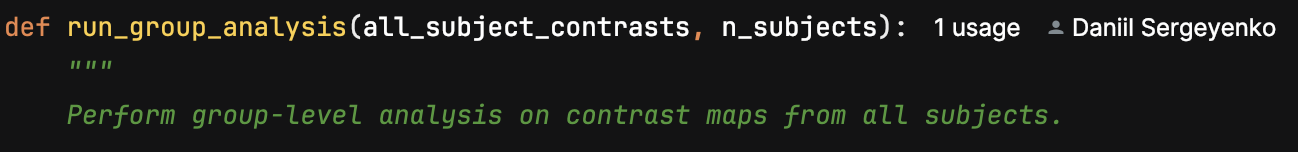 def run_group_analysis(all_subject_contrasts, n_subjects): 1 usage Daniil Sergeyenko
"""
Perform group-level analysis on contrast maps from all subjects.